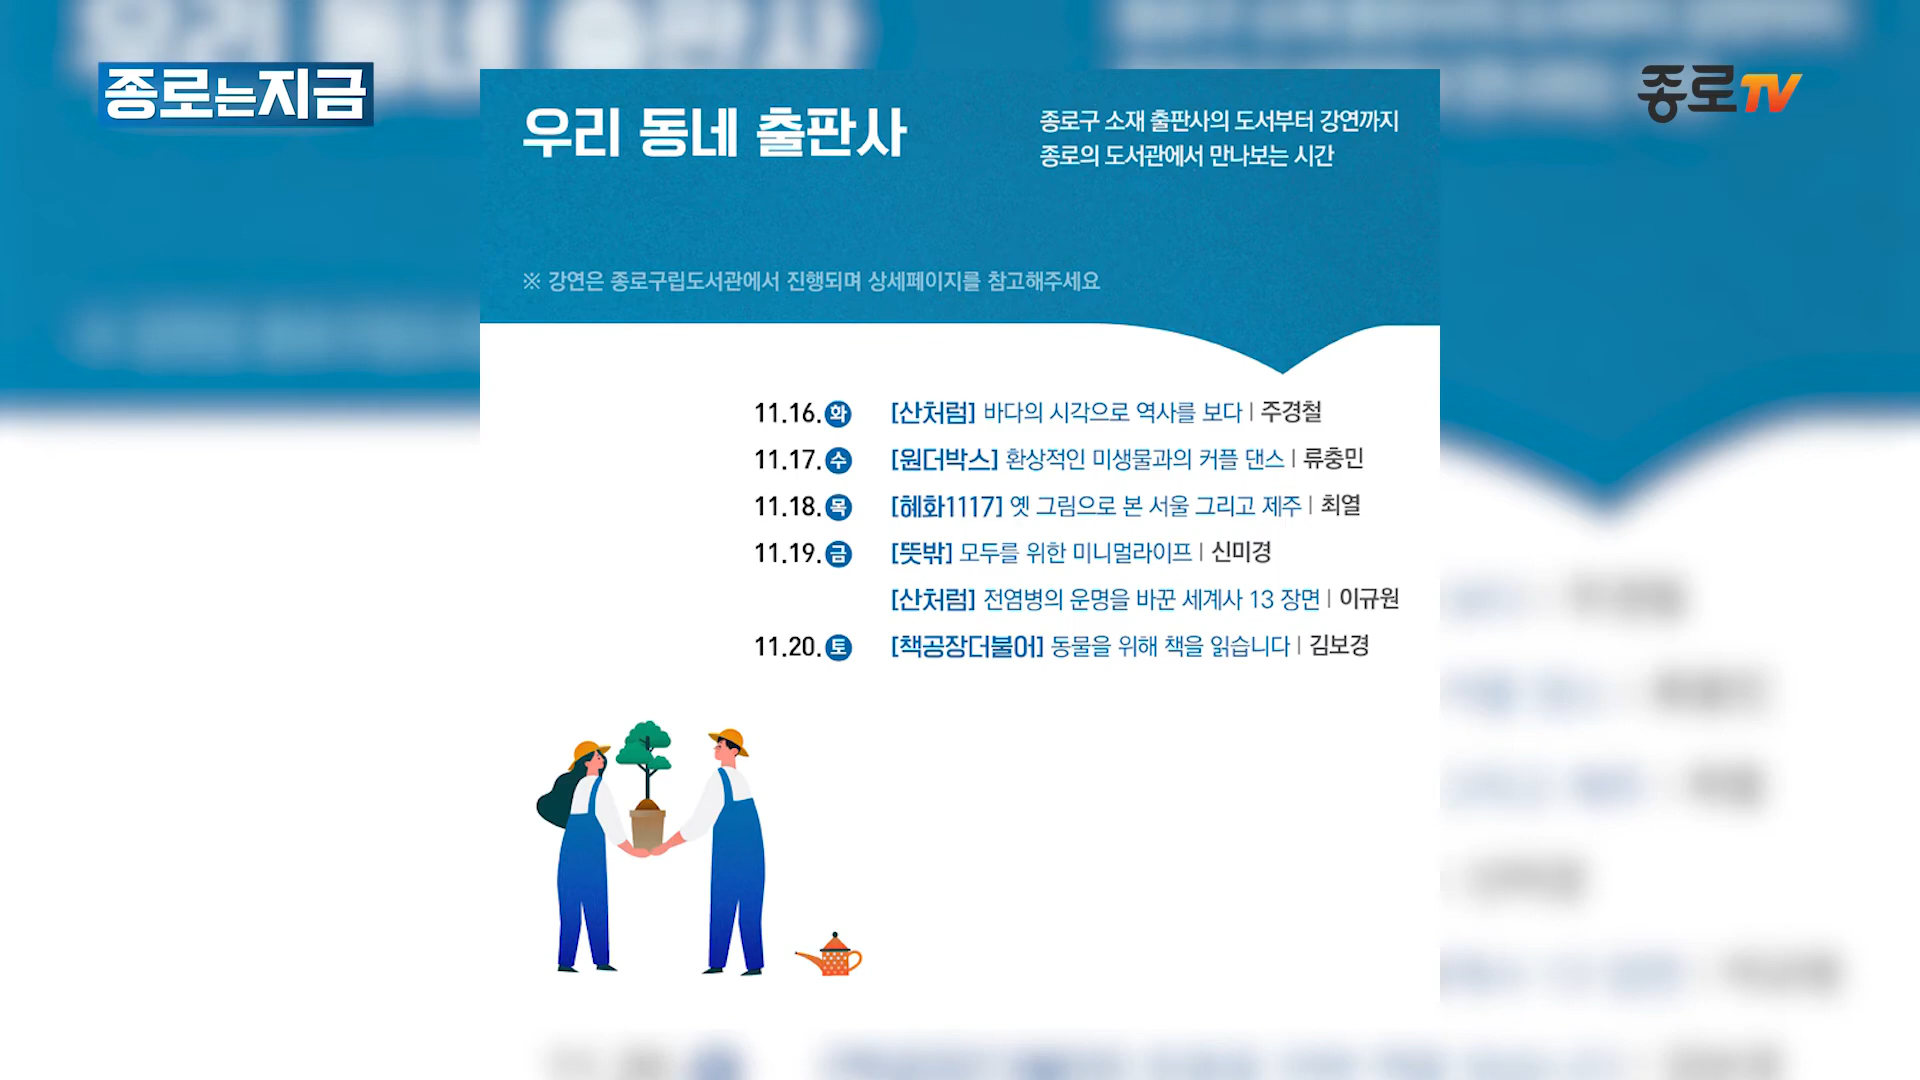 종로는지금
종로TV
우리 동네 출판사
종로구 소재 출판사의 도서부터 강연까지
종로의 도서관에서 만나보는 시간
※ 강연은 종로구립도서관에서 진행되며 상세페이지를 참고해주세요
11.16.화 [산처럼] 바다의 시각으로 역사를 보다 | 주경철
11.17.수 [원더박스] 환상적인 미생물과의 커플 댄스 | 류충민
11.18.목 [혜화1117] 옛 그림으로 본 서울 그리고 제주 | 최열
11.19.금 [뜻밖] 모두를 위한 미니멀라이프 | 신미경
[산처럼] 전염병의 운명을 바꾼 세계사 13 장면 | 이규원
11.20.토 [책공장더불어] 동물을 위해 책을 읽습니다 | 김보경